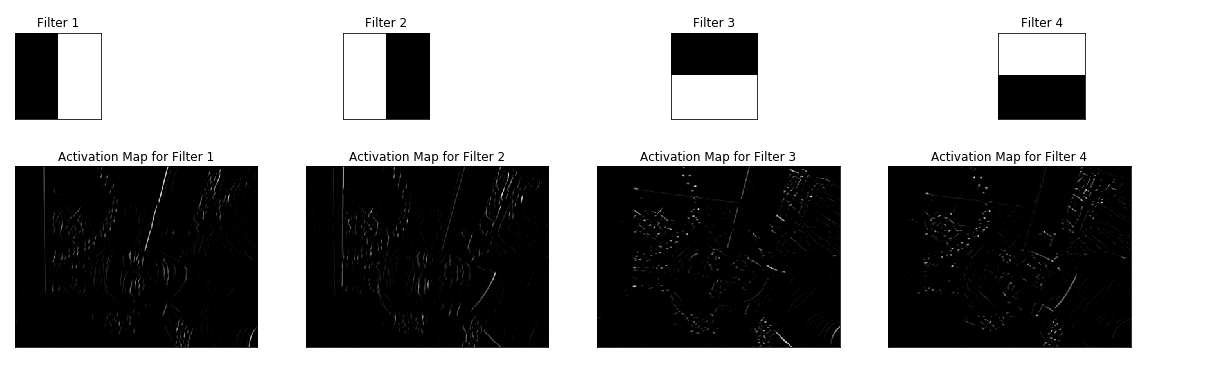 Filter 1
Filter 2
Filter 3
Filter 4
Activation Map for Filter 1
Activation Map for Filter 2
Activation Map for Filter 3
Activation Map for Filter 4